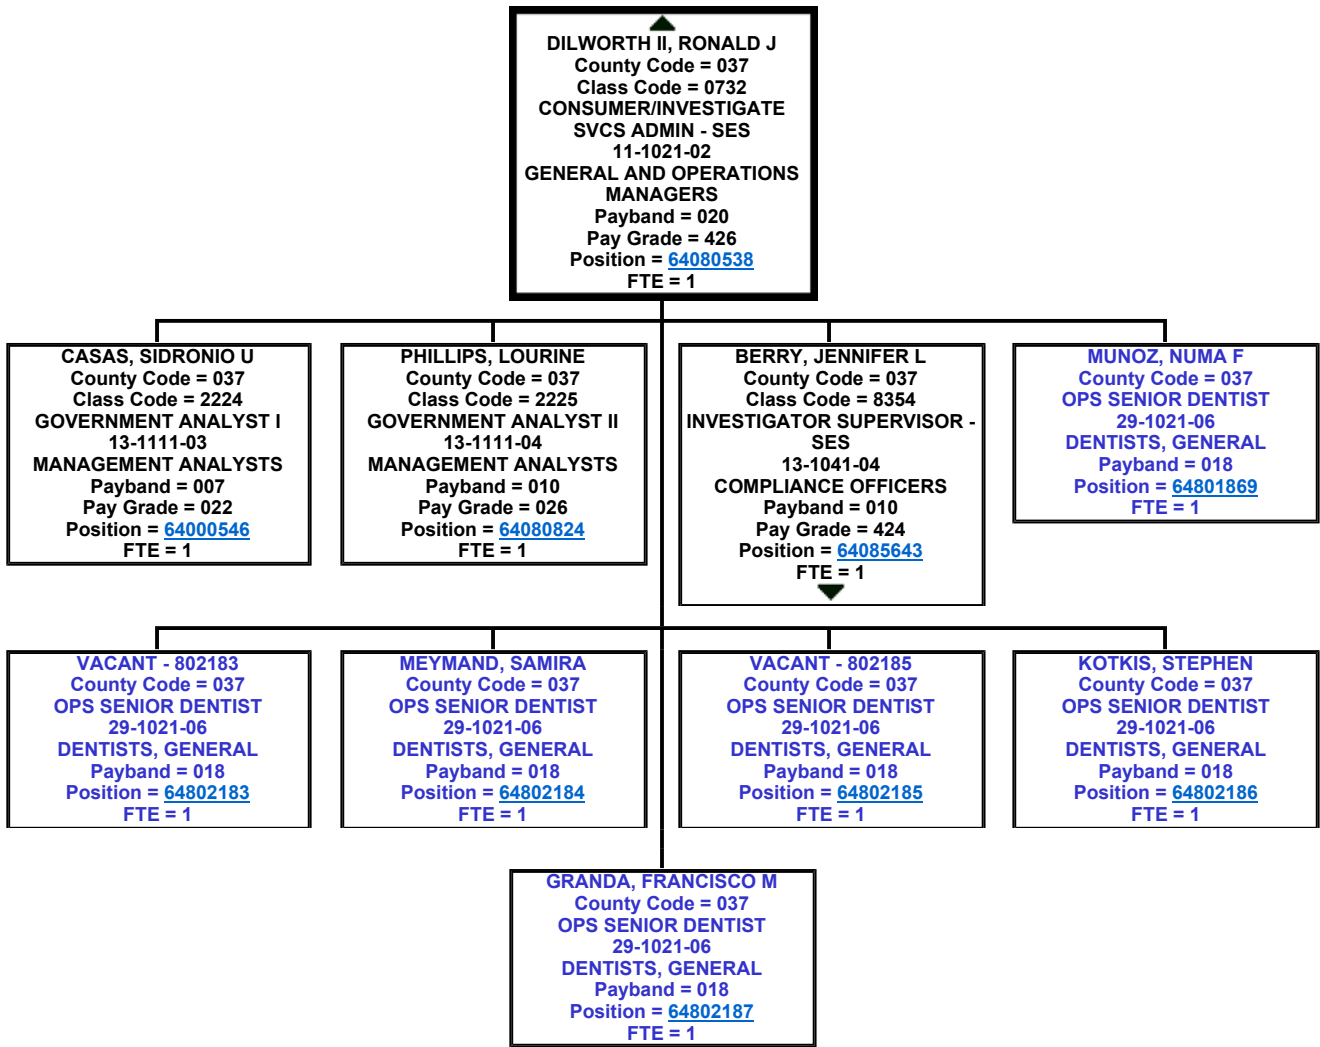 DILWORTH II, RONALD J
County Code = 037
Class Code = 0732
CONSUMER/INVESTIGATE
SVCS ADMIN - SES
11-1021-02
GENERAL AND OPERATIONS
MANAGERS
Payband = 020
Pay Grade = 426
Position = 64080538
FTE = 1
CASAS, SIDRONIO U
County Code = 037
Class Code = 2224
GOVERNMENT ANALYST I
13-1111-03
MANAGEMENT ANALYSTS
Payband = 007
Pay Grade = 022
Position = 64000546
FTE = 1
PHILLIPS, LOURINE
County Code = 037
Class Code = 2225
GOVERNMENT ANALYST II
13-1111-04
MANAGEMENT ANALYSTS
Payband = 010
Pay Grade = 026
Position = 64080824
FTE = 1
BERRY, JENNIFER L
County Code = 037
Class Code = 8354
INVESTIGATOR SUPERVISOR -
SES
13-1041-04
COMPLIANCE OFFICERS
Payband = 010
Pay Grade = 424
Position = 64085643
FTE = 1
MUNOZ, NUMA F
County Code = 037
OPS SENIOR DENTIST
29-1021-06
DENTISTS, GENERAL
Payband = 018
Position = 64801869
FTE = 1
VACANT - 802183
County Code = 037
OPS SENIOR DENTIST
29-1021-06
DENTISTS, GENERAL
Payband = 018
Position = 64802183
FTE = 1
MEYMAND, SAMIRA
County Code = 037
OPS SENIOR DENTIST
29-1021-06
DENTISTS, GENERAL
Payband = 018
Position = 64802184
FTE = 1
VACANT - 802185
County Code = 037
OPS SENIOR DENTIST
29-1021-06
DENTISTS, GENERAL
Payband = 018
Position = 64802185
FTE = 1
KOTKIS, STEPHEN
County Code = 037
OPS SENIOR DENTIST
29-1021-06
DENTISTS, GENERAL
Payband = 018
Position = 64802186
FTE = 1
GRANDA, FRANCISCO M
County Code = 037
OPS SENIOR DENTIST
29-1021-06
DENTISTS, GENERAL
Payband = 018
Position = 64802187
FTE = 1